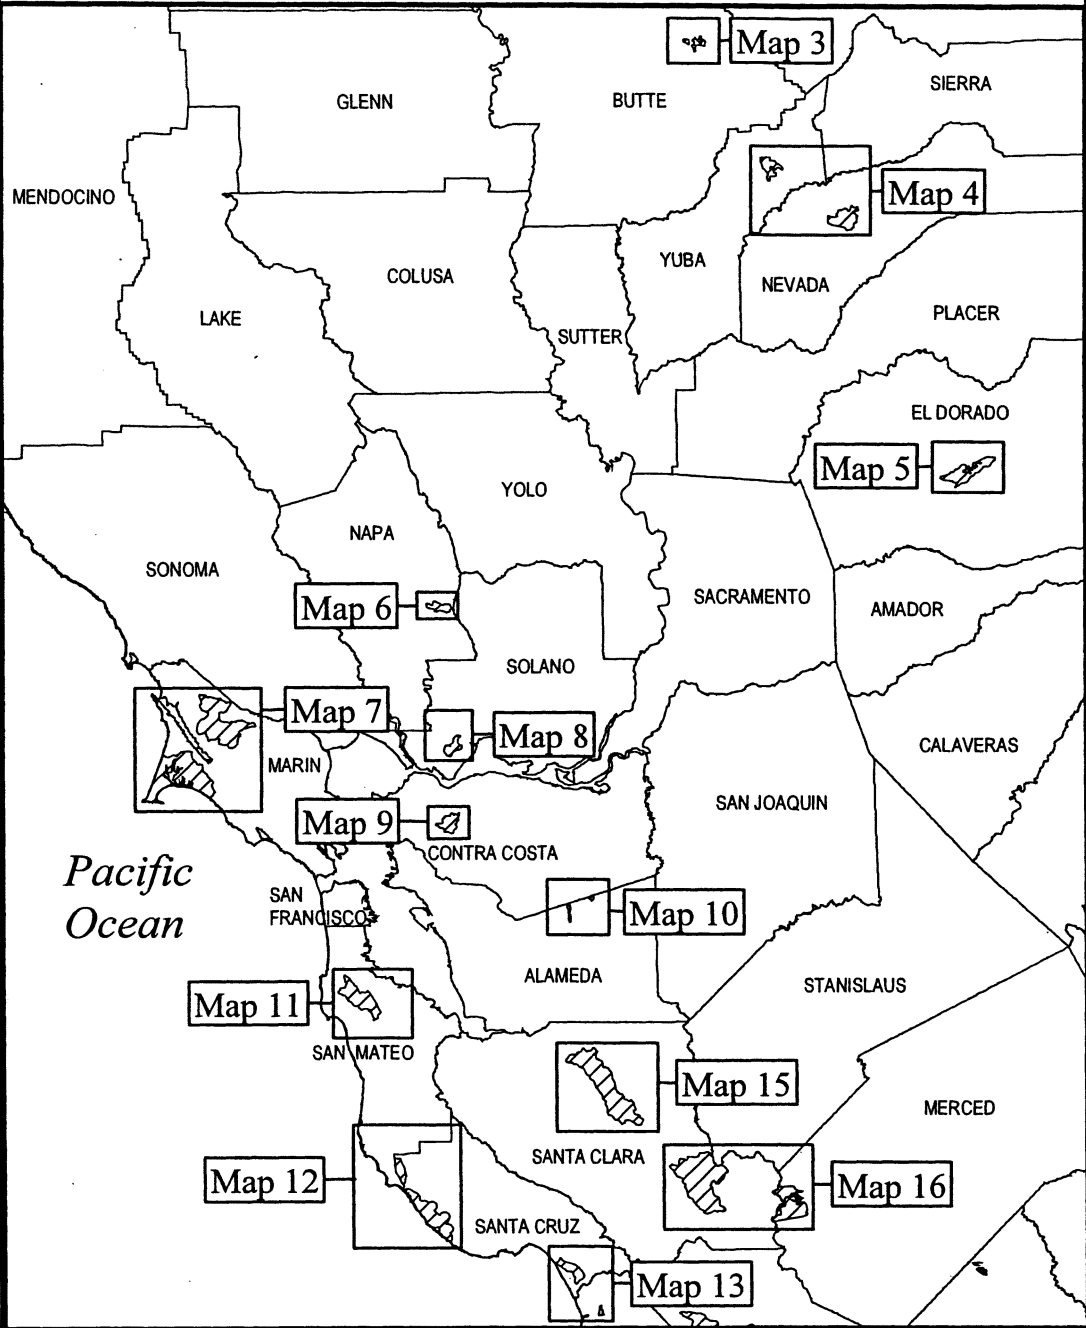 Map 3
SIERRA
GLENN
BUTTE
MENDOCINO
Map 4
YUBA
COLUSA
NEVADA
PLACER
LAKE
SUTTER
EL DORADO
Map 5
YOLO
NAPA
SONOMA
SACRAMENTO
Map 6
AMADOR
SOLANO
Map 7
Map 8
CALAVERAS
MARIN
SAN JOAQUIN
Map 9
CONTRA COSTA
Pacific
Ocean
SAN
FRANCISCO
Map 10
ALAMEDA
STANISLAUS
Map 11
SAN MATEO
Map 15
MERCED
SANTA CLARA
Map 12
Map 16
SANTA CRUZ
Map 13